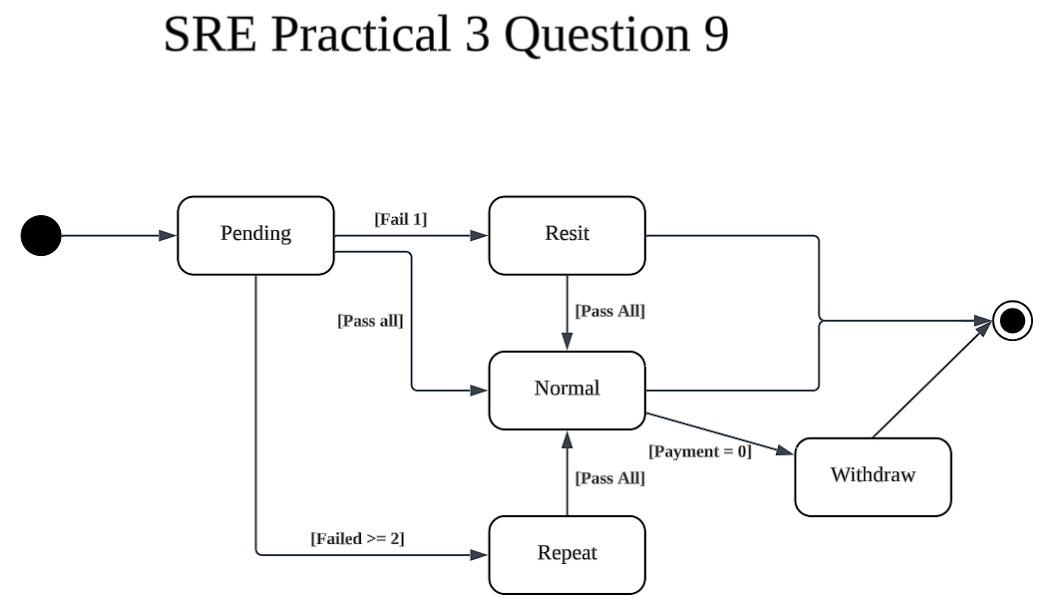 SRE Practical 3 Question 9
Pending
[Fail 1]
Resit
[Pass all]
[Pass All]
Normal
[Payment = 0]
Withdraw
[Pass All]
[Failed >= 2]
Repeat